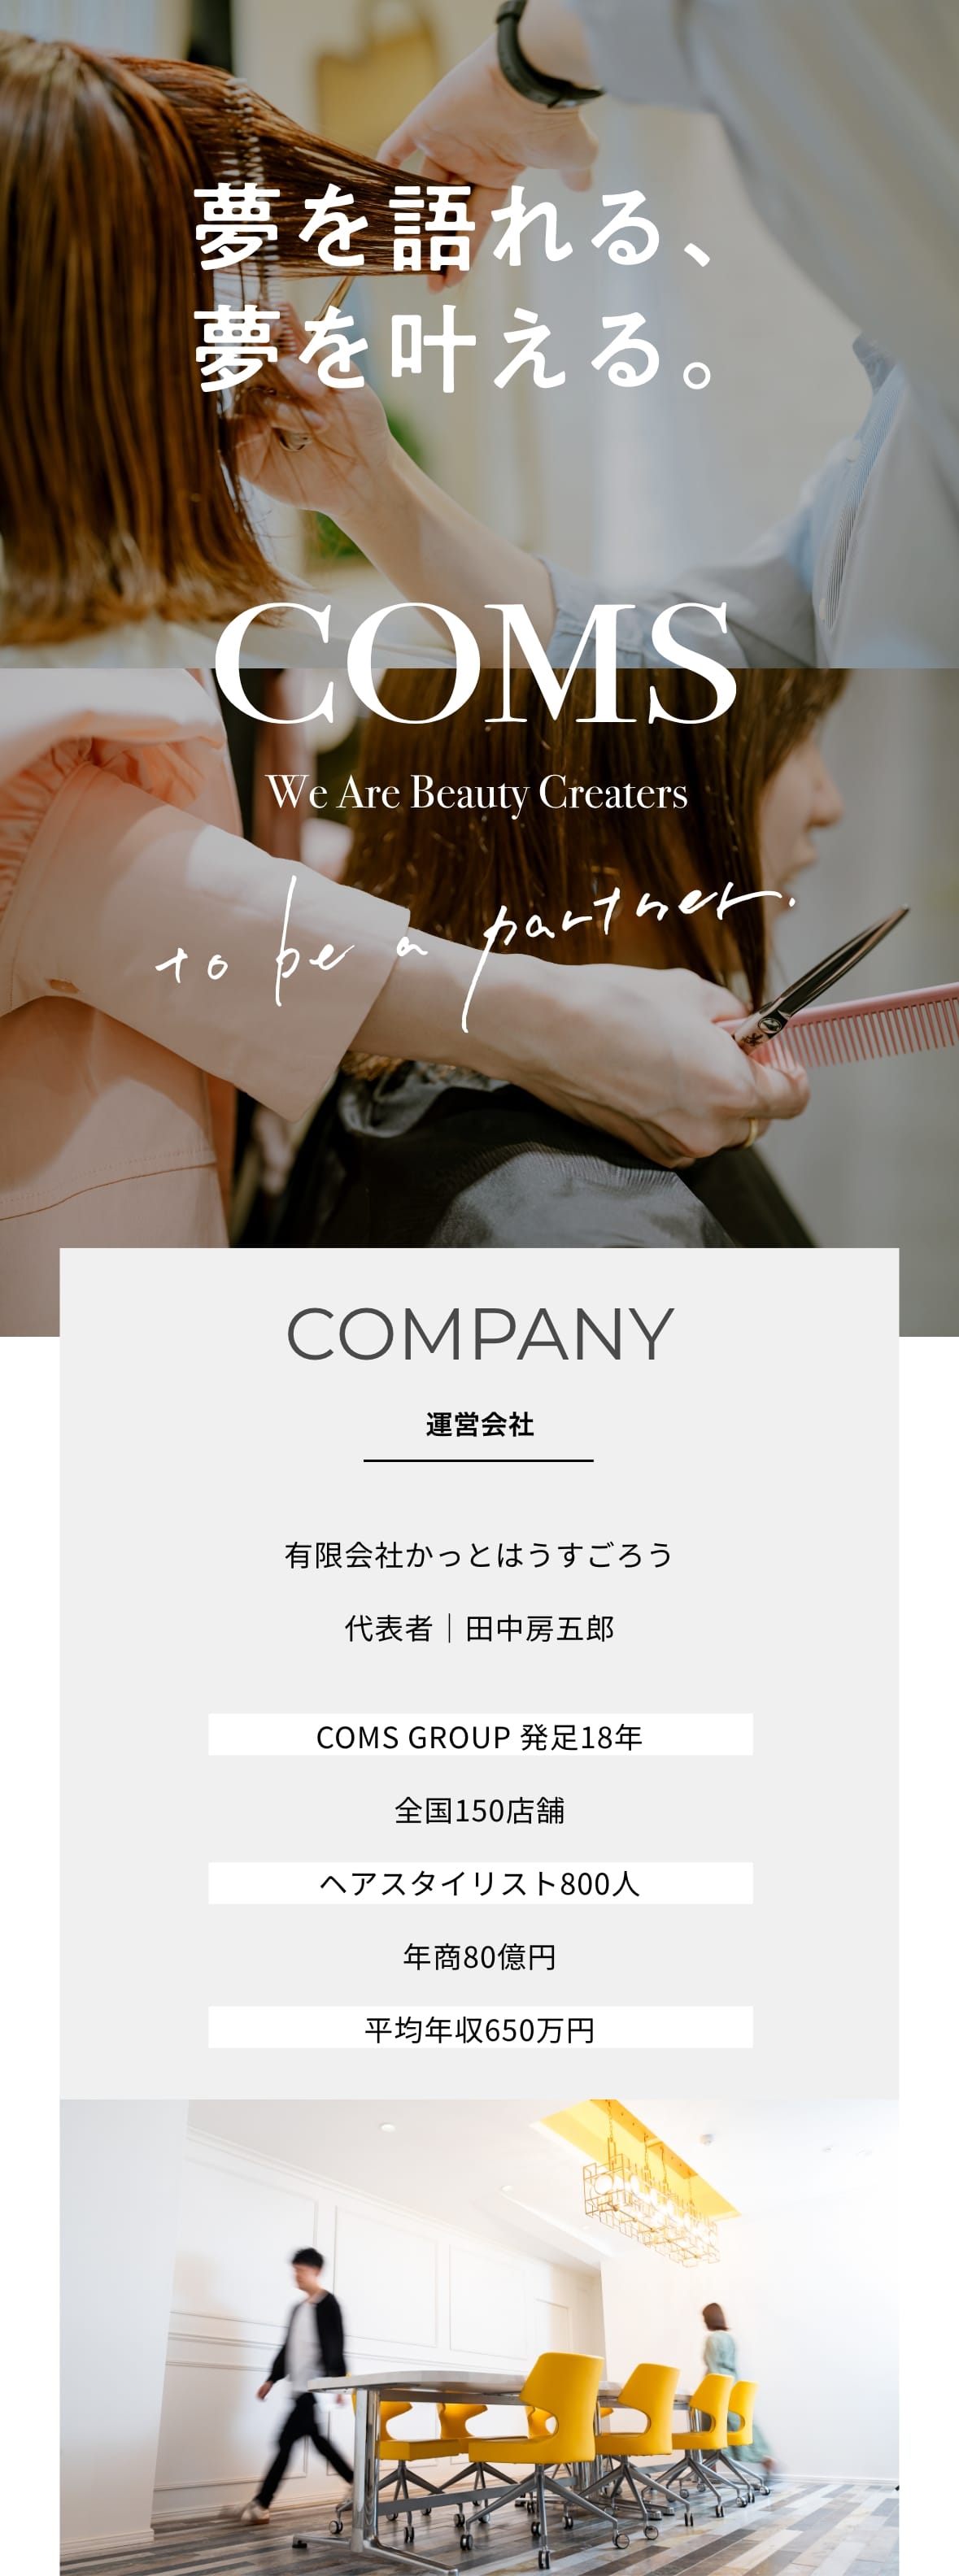 夢を語れる、
夢を叶える。
COMS
We Are Beauty Creaters
to be a partner.
COMPANY
運営会社
有限会社かっとはうすごろう
代表者｜田中房五郎
COMS GROUP 発足18年
全国150店舗
ヘアスタイリスト800人
年商80億円
平均年収650万円